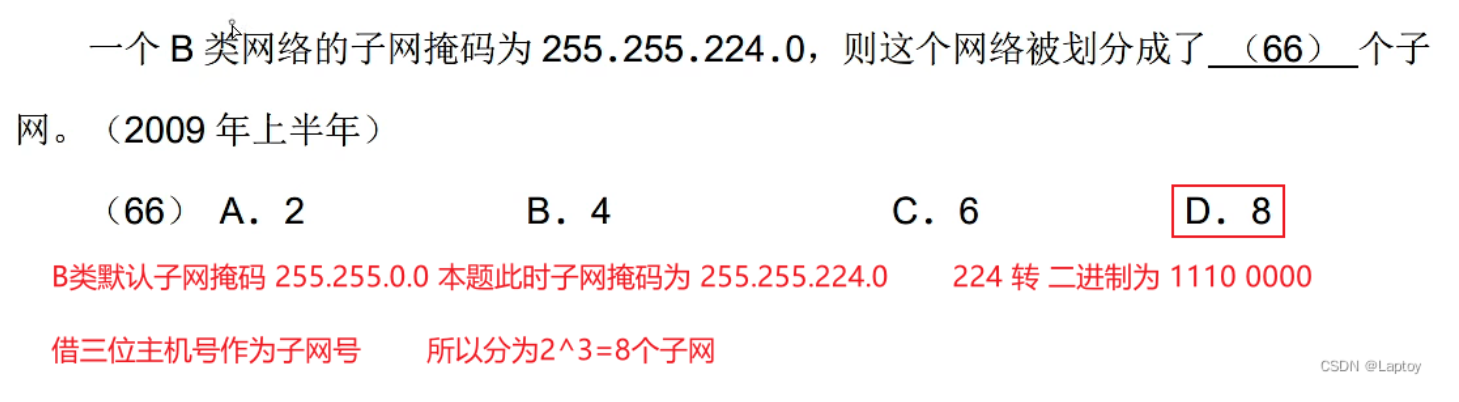 一个 B 类网络的子网掩码为 255.255.224.0，则这个网络被划分成了 （66） 个子
网。（2009 年上半年）
（66） A．2 B．4 C．6 D．8
B类默认子网掩码 255.255.0.0 本题此时子网掩码为 255.255.224.0 224 转 二进制为 1110 0000
借三位主机号作为子网号 所以分为2^3=8个子网
CSDN @Laptoy